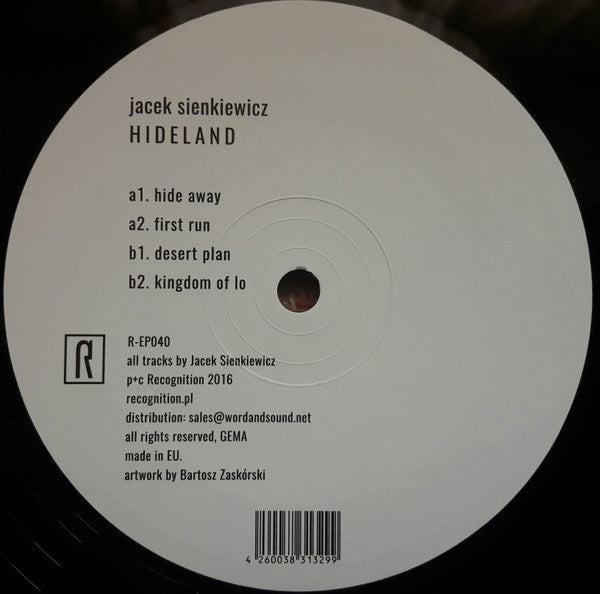 jacek sienkiewicz
HIDELAND
a1. hide away
a2. first run
b1. desert plan
b2. kingdom of lo
R
R-EP040
all tracks by Jacek Sienkiewicz
p+c Recognition 2016
recognition.pl
distribution: sales@wordandsound.net
all rights reserved, GEMA
made in EU.
artwork by Bartosz Zaskórski
4 260038 313299